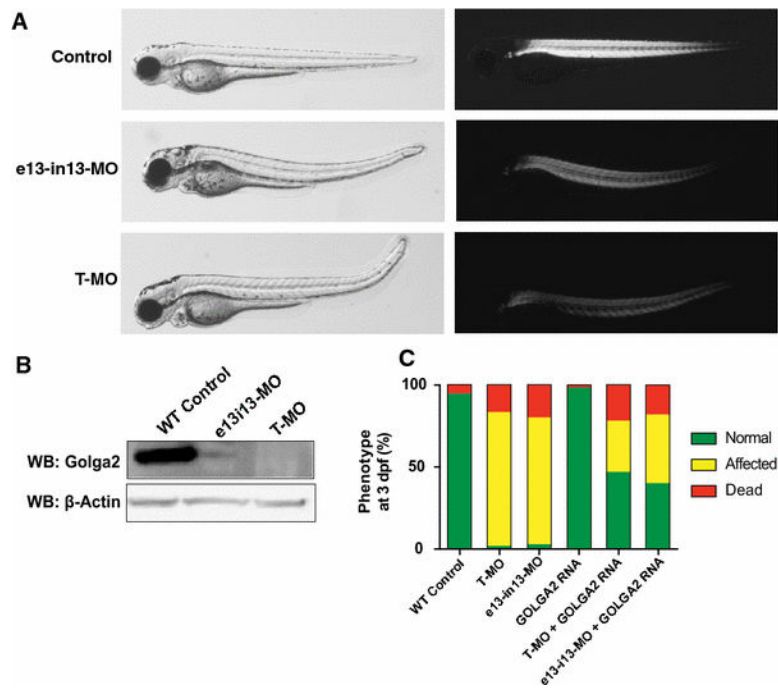 A
Control
e13-in13-MO
T-MO
B
WT Control
e13i13-MO
T-MO
WB: Golga2
WB: β-Actin
C
100
50
0
Phenotype
at 3 dpf (%)
Normal
Affected
Dead
WT Control
T-MO
e13-in13-MO
GOLGA2 RNA
T-MO + GOLGA2 RNA
e13-i13-MO + GOLGA2 RNA